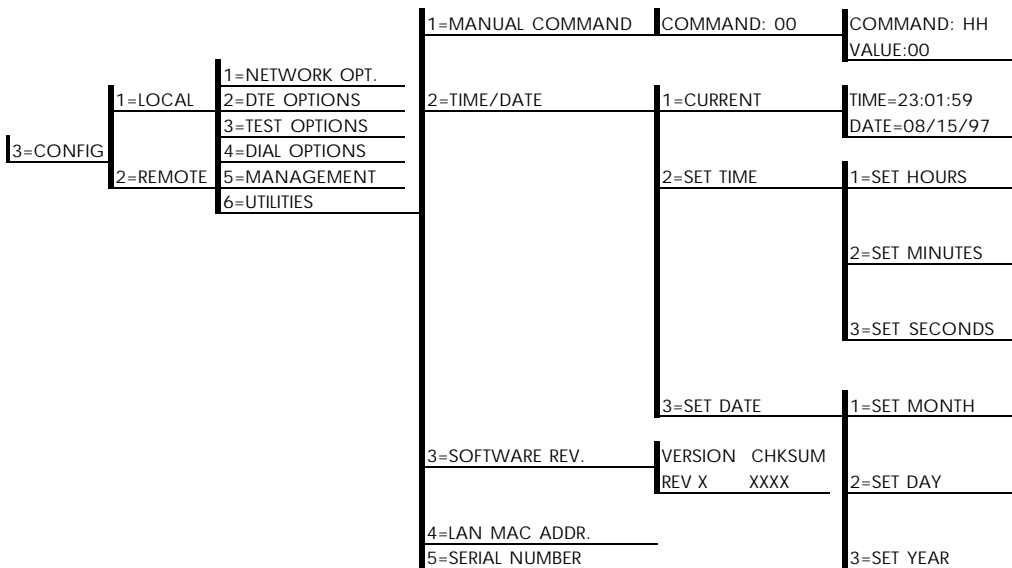 3=CONFIG
1=LOCAL
2=REMOTE
1=NETWORK OPT.
2=DTE OPTIONS
3=TEST OPTIONS
4=DIAL OPTIONS
5=MANAGEMENT
6=UTILITIES
1=MANUAL COMMAND
COMMAND: 00
COMMAND: HH
VALUE:00
2=TIME/DATE
1=CURRENT
TIME=23:01:59
DATE=08/15/97
2=SET TIME
1=SET HOURS
2=SET MINUTES
3=SET SECONDS
3=SET DATE
1=SET MONTH
2=SET DAY
3=SET YEAR
3=SOFTWARE REV.
VERSION CHKSUM
REV X XXXX
4=LAN MAC ADDR.
5=SERIAL NUMBER